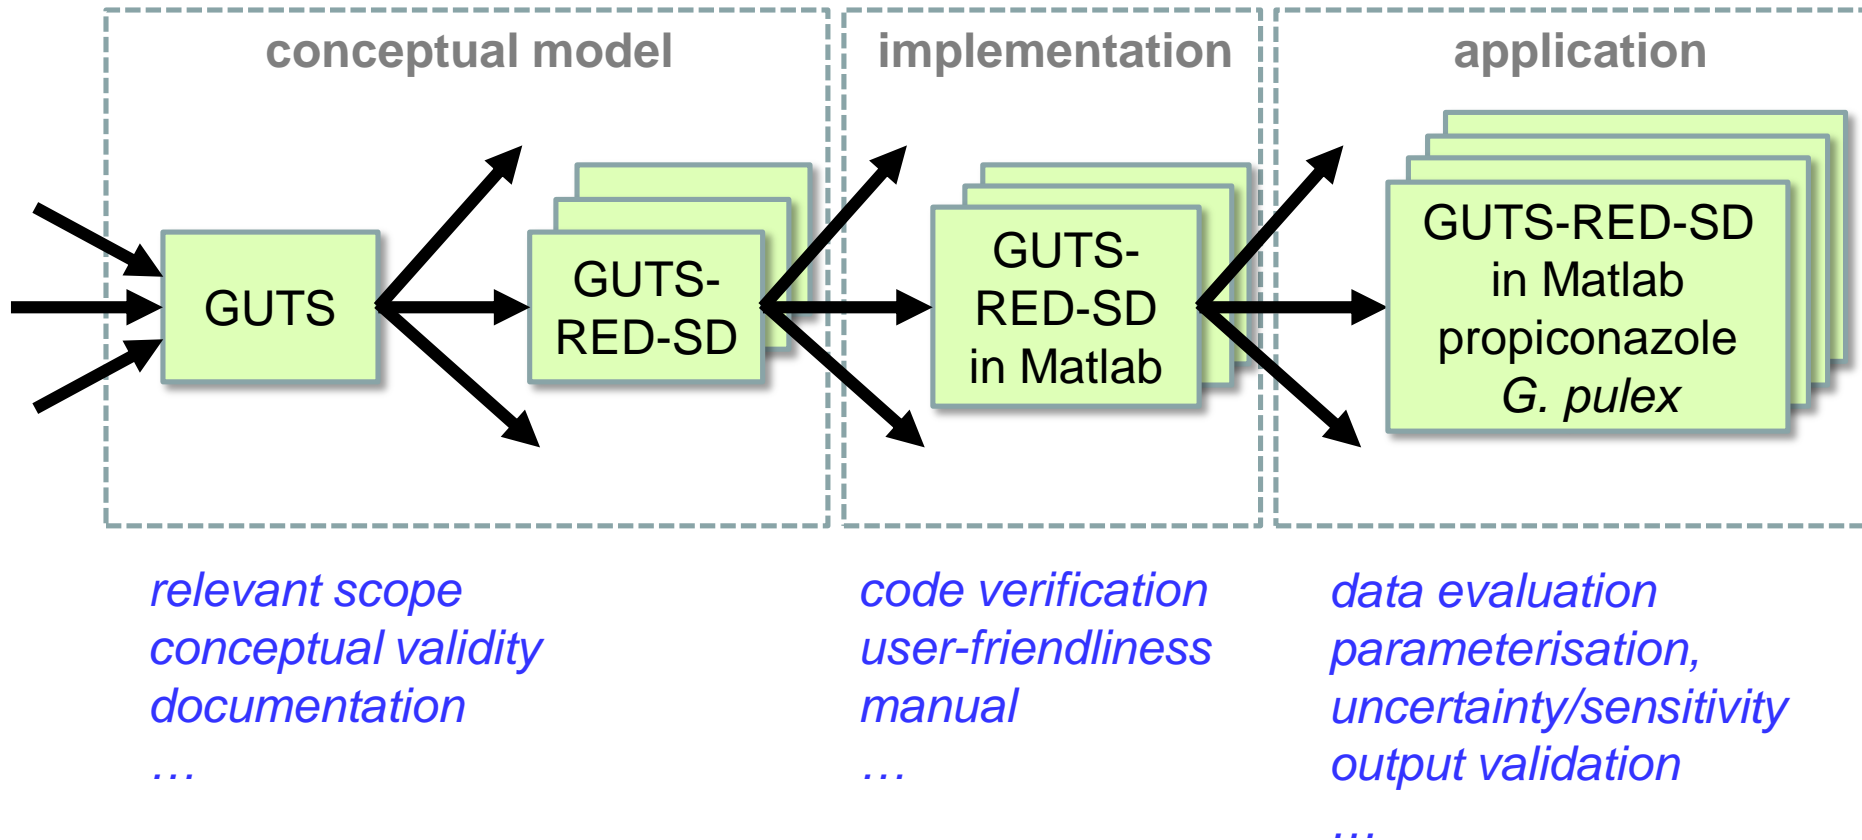 conceptual model
implementation
application
GUTS
GUTS-
RED-SD
GUTS-
RED-SD
in Matlab
GUTS-RED-SD
in Matlab
propiconazole
G. pulex
relevant scope
conceptual validity
documentation
…
code verification
user-friendliness
manual
…
data evaluation
parameterisation,
uncertainty/sensitivity
output validation
…